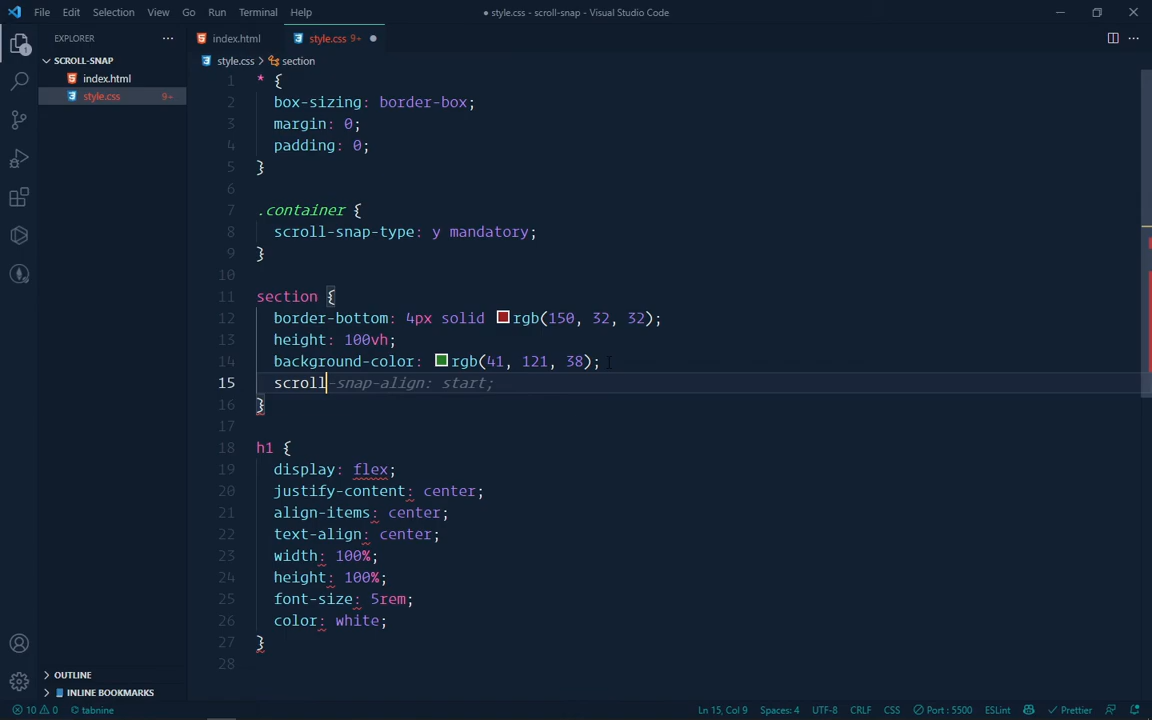 File Edit Selection View Go Run Terminal Help
● style.css - scroll-snap - Visual Studio Code
EXPLORER
SCROLL-SNAP
index.html
style.css 9+
1
index.html
style.css 9+
style.css > section
1 * {
2 box-sizing: border-box;
3 margin: 0;
4 padding: 0;
5 }
6
7 .container {
8 scroll-snap-type: y mandatory;
9 }
10
11 section {
12 border-bottom: 4px solid rgb(150, 32, 32);
13 height: 100vh;
14 background-color: rgb(41, 121, 38);
15 scroll-snap-align: start;
16 }
17
18 h1 {
19 display: flex;
20 justify-content: center;
21 align-items: center;
22 text-align: center;
23 width: 100%;
24 height: 100%;
25 font-size: 5rem;
26 color: white;
27 }
28
OUTLINE
INLINE BOOKMARKS
10 0 tabnine
Ln 15, Col 9 Spaces: 4 UTF-8 CRLF CSS Port : 5500 ESLint Prettier